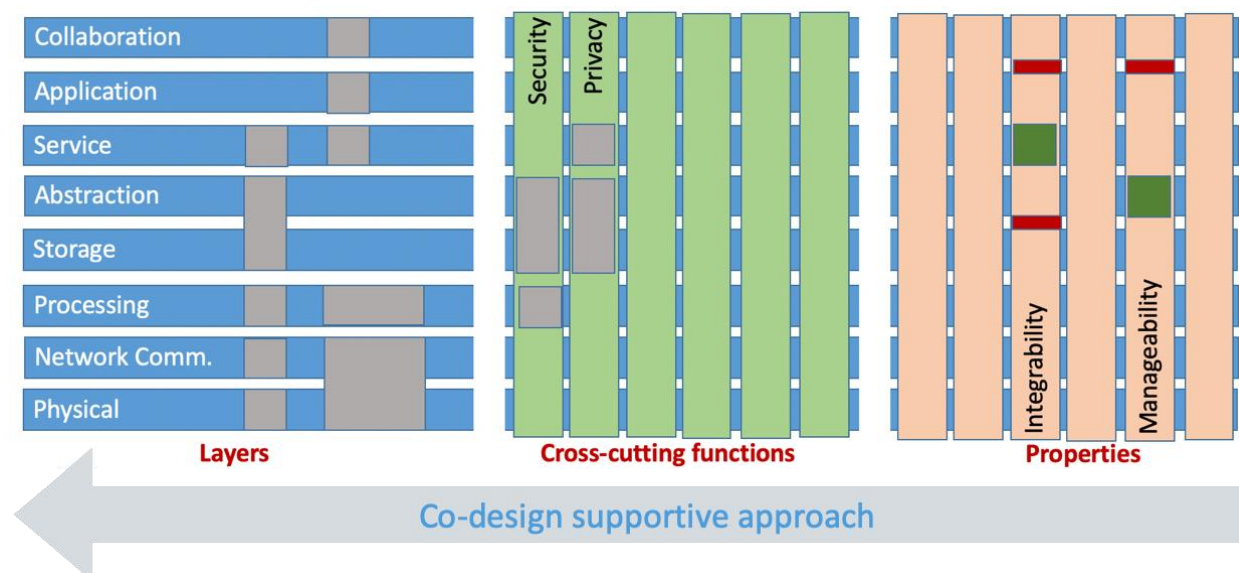 Collaboration
Application
Service
Abstraction
Storage
Processing
Network Comm.
Physical
Layers
Security
Privacy
Cross-cutting functions
Integrability
Manageability
Properties
Co-design supportive approach